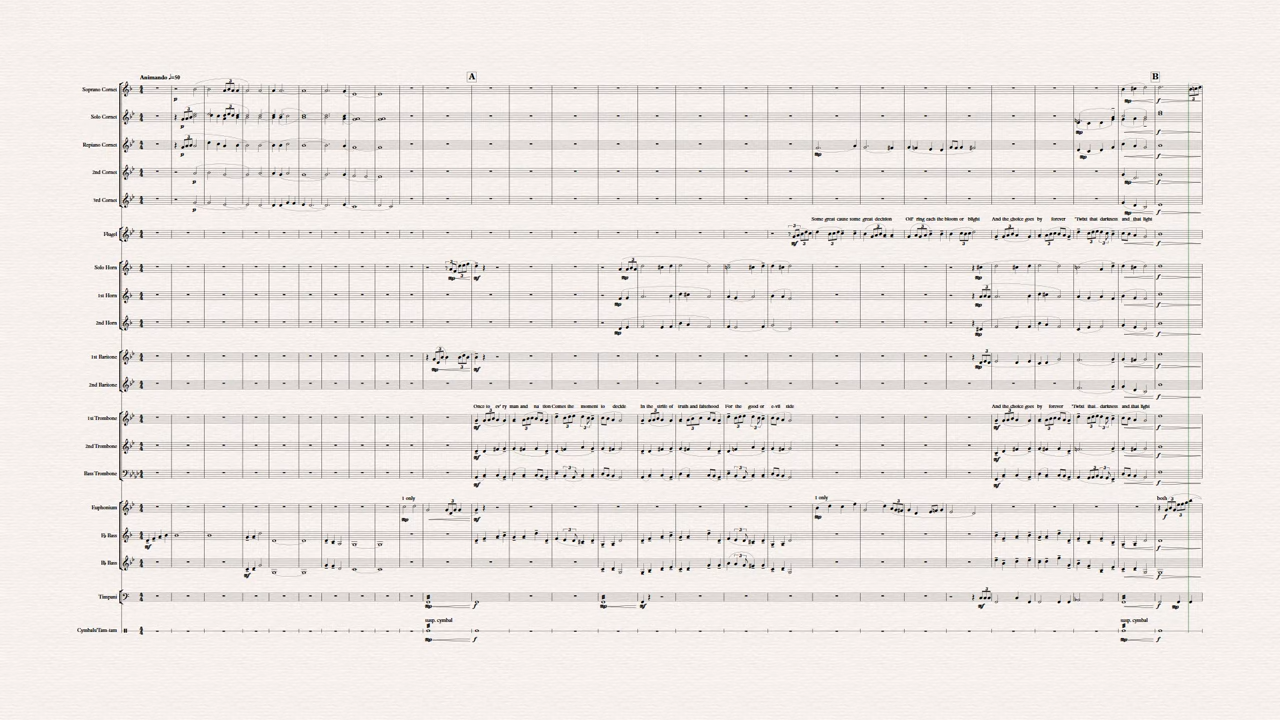 Animando ♩=50
A
B
Soprano Cornet
Solo Cornet
Repiano Cornet
2nd Cornet
3rd Cornet
Some great cause some great decision Off' ring each the bloom or blight And the choice goes by forever 'Twixt that darkness and that light
Flugel
Solo Horn
1st Horn
2nd Horn
1st Baritone
2nd Baritone
Once to ev' ry man and na tion Comes the moment to decide In the strife of truth and falsehood For the good or e-vil side And the choice goes by forever 'Twixt that darkness and that light
1st Trombone
2nd Trombone
Bass Trombone
1 only 1 only both
Euphonium
E♭ Bass
B♭ Bass
Timpani
susp. cymbal susp. cymbal
Cymbals/Tam-tam